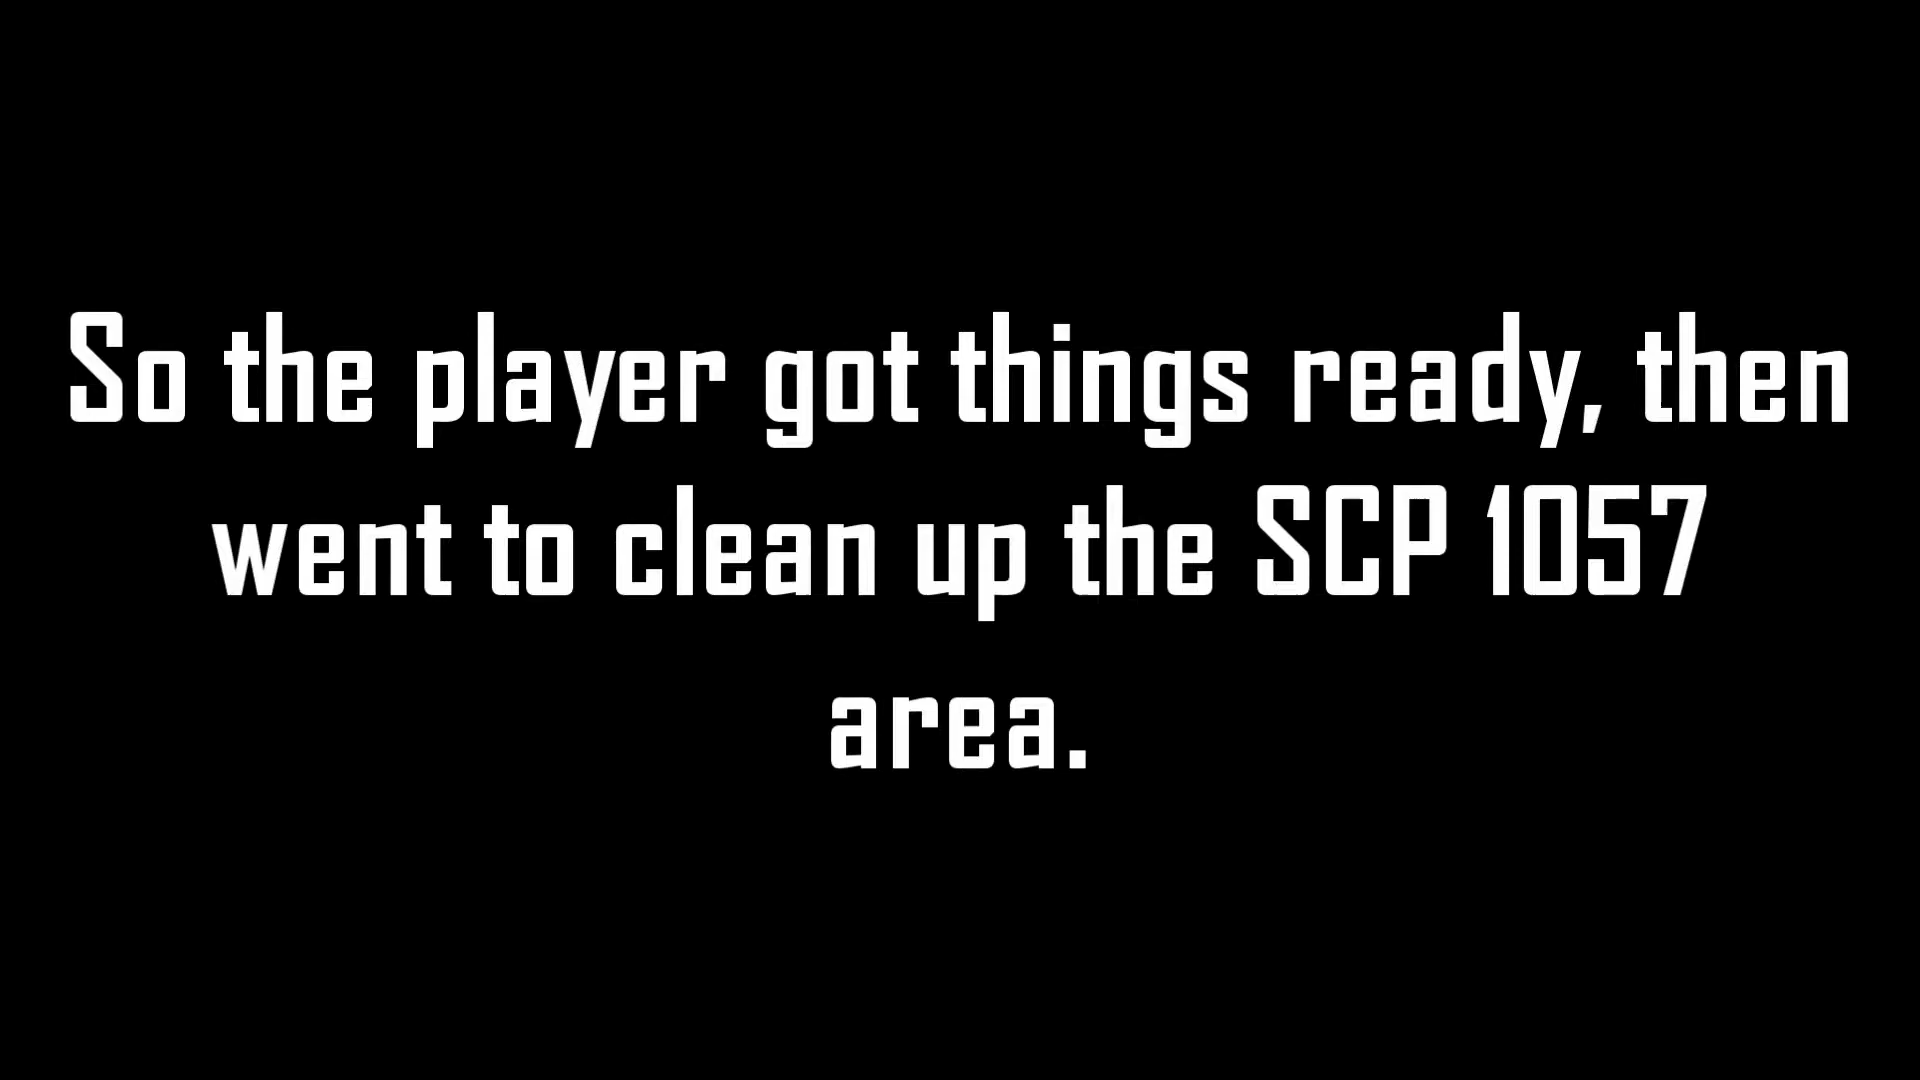 So the player got things ready, then
went to clean up the SCP 1057
area.